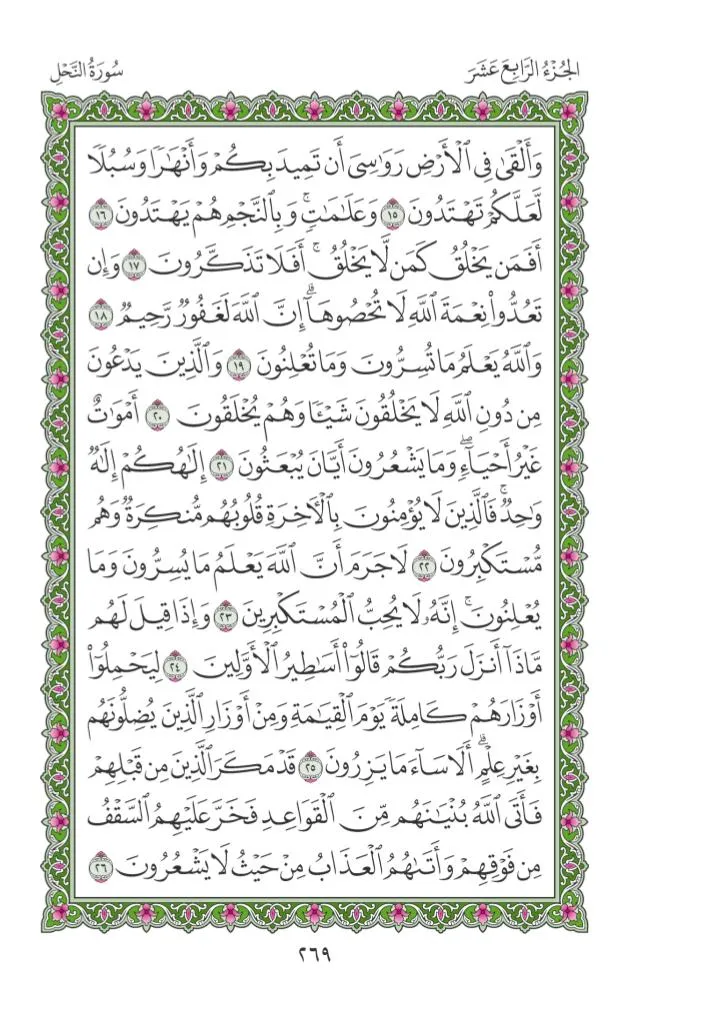 الجُزْءُ الرَّابِعَ عَشَرَ
سُورَةُ النَّحْلِ
وَأَلْقَىٰ فِي ٱلْأَرْضِ رَوَٰسِيَ أَن تَمِيدَ بِكُمْ وَأَنْهَٰرًا وَسُبُلًا
لَّعَلَّكُمْ تَهْتَدُونَ ١٥ وَعَلَٰمَٰتٍۚ وَبِٱلنَّجْمِ هُمْ يَهْتَدُونَ ١٦
أَفَمَن يَخْلُقُ كَمَن لَّا يَخْلُقُۚ أَفَلَا تَذَكَّرُونَ ١٧ وَإِن
تَعُدُّوا۟ نِعْمَةَ ٱللَّهِ لَا تُحْصُوهَآۗ إِنَّ ٱللَّهَ لَغَفُورٌ رَّحِيمٌ ١٨
وَٱللَّهُ يَعْلَمُ مَا تُسِرُّونَ وَمَا تُعْلِنُونَ ١٩ وَٱلَّذِينَ يَدْعُونَ
مِن دُونِ ٱللَّهِ لَا يَخْلُقُونَ شَيْـًٔا وَهُمْ يُخْلَقُونَ ٢٠ أَمْوَٰتٌ
غَيْرُ أَحْيَآءٍۖ وَمَا يَشْعُرُونَ أَيَّانَ يُبْعَثُونَ ٢١ إِلَٰهُكُمْ إِلَٰهٌ
وَٰحِدٌۚ فَٱلَّذِينَ لَا يُؤْمِنُونَ بِٱلْأٓخِرَةِ قُلُوبُهُم مُّنكِرَةٌ وَهُم
مُّسْتَكْبِرُونَ ٢٢ لَا جَرَمَ أَنَّ ٱللَّهَ يَعْلَمُ مَا يُسِرُّونَ وَمَا
يُعْلِنُونَۚ إِنَّهُۥ لَا يُحِبُّ ٱلْمُسْتَكْبِرِينَ ٢٣ وَإِذَا قِيلَ لَهُم
مَّاذَآ أَنزَلَ رَبُّكُمْ قَالُوٓا۟ أَسَٰطِيرُ ٱلْأَوَّلِينَ ٢٤ لِيَحْمِلُوٓا۟
أَوْزَارَهُمْ كَامِلَةً يَوْمَ ٱلْقِيَٰمَةِ وَمِنْ أَوْزَارِ ٱلَّذِينَ يُضِلُّونَهُم
بِغَيْرِ عِلْمٍۗ أَلَا سَآءَ مَا يَزِرُونَ ٢٥ قَدْ مَكَرَ ٱلَّذِينَ مِن قَبْلِهِمْ
فَأَتَى ٱللَّهُ بُنْيَٰنَهُم مِّنَ ٱلْقَوَاعِدِ فَخَرَّ عَلَيْهِمُ ٱلسَّقْفُ
مِن فَوْقِهِمْ وَأَتَىٰهُمُ ٱلْعَذَابُ مِنْ حَيْثُ لَا يَشْعُرُونَ ٢٦
٢٦٩